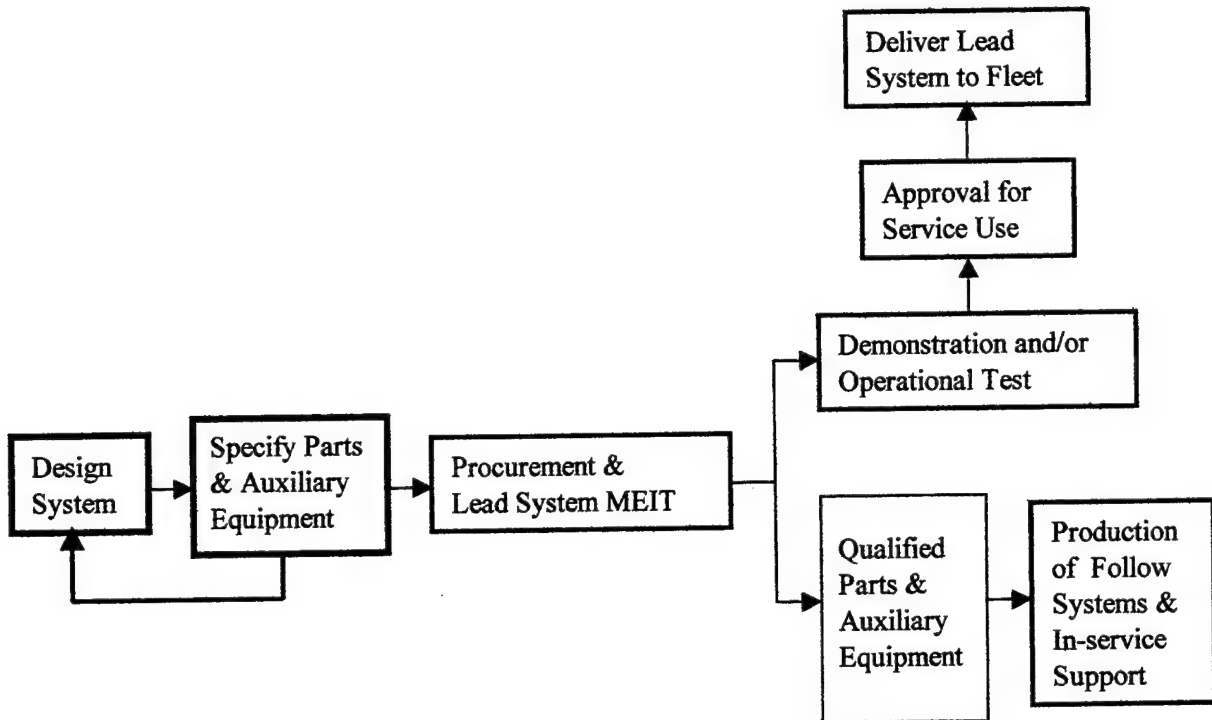 Deliver Lead
System to Fleet
Approval for
Service Use
Demonstration and/or
Operational Test
Design
System
Specify Parts
& Auxiliary
Equipment
Procurement &
Lead System MEIT
Qualified
Parts &
Auxiliary
Equipment
Production
of Follow
Systems &
In-service
Support